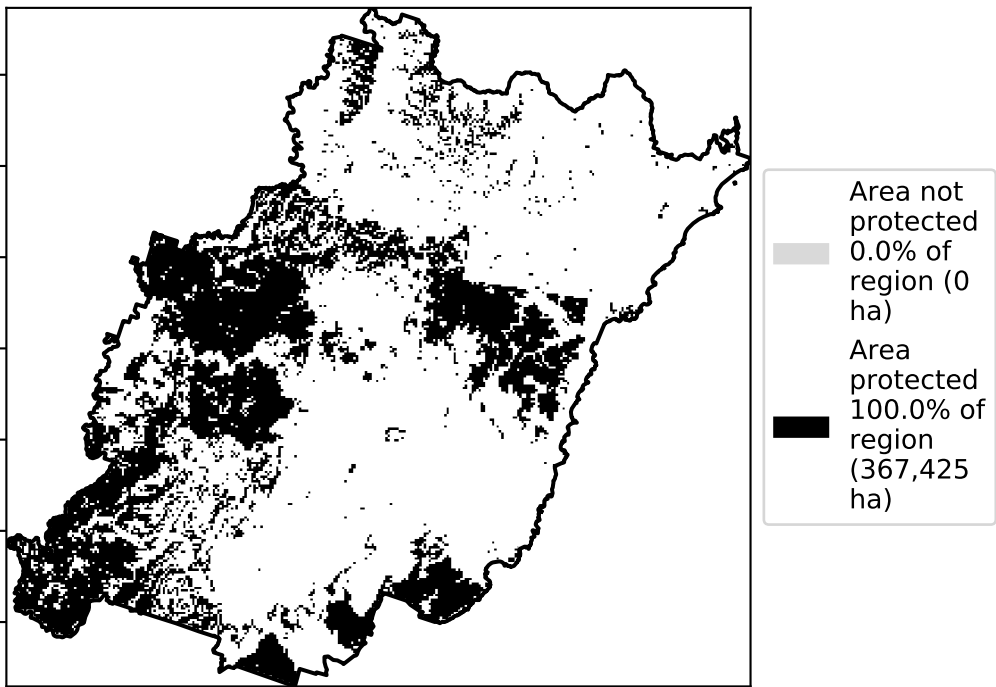 Area not
protected
0.0% of
region (0
ha)
Area
protected
100.0% of
region
(367,425
ha)